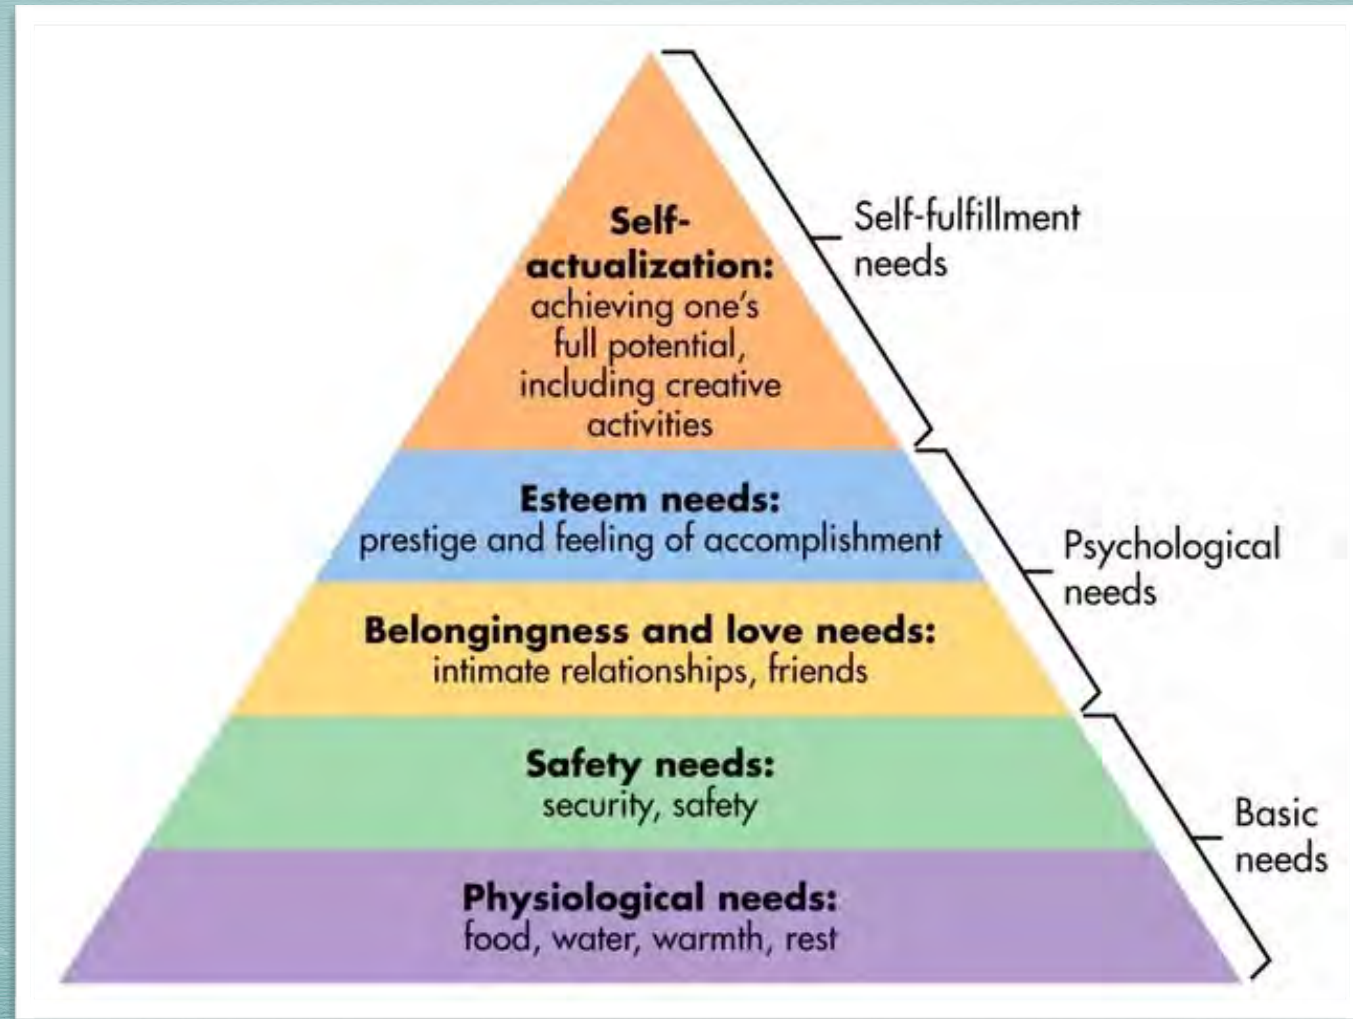 Self-
actualization:
achieving one's
full potential,
including creative
activities
Self-fulfillment
needs
Esteem needs:
prestige and feeling of accomplishment
Psychological
needs
Belongingness and love needs:
intimate relationships, friends
Safety needs:
security, safety
Basic
needs
Physiological needs:
food, water, warmth, rest